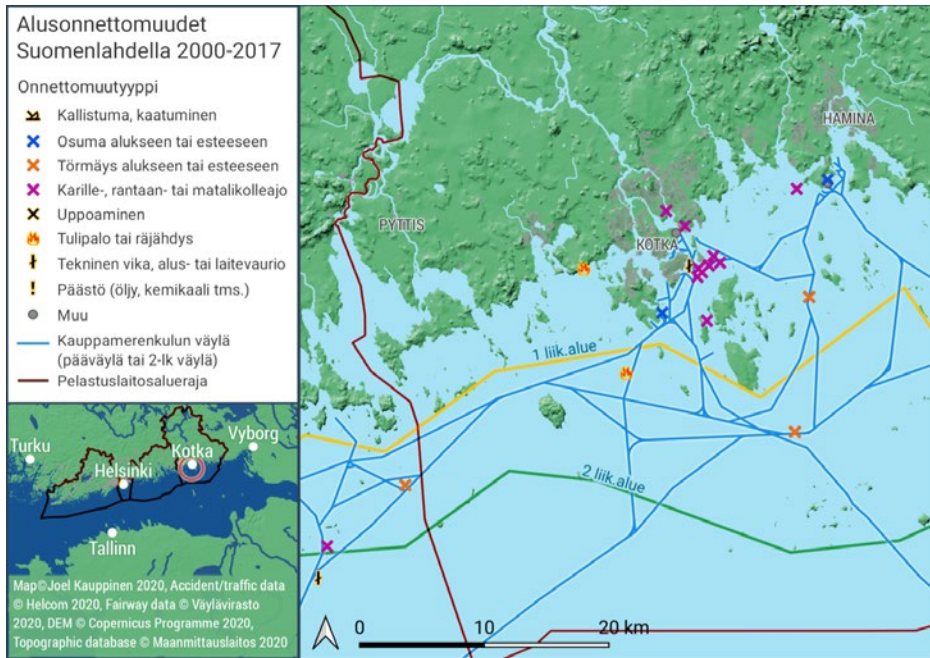 Alusonnettomuudet
Suomenlahdella 2000-2017
Onnettomuutyyppi
Kallistuma, kaatuminen
Osuma alukseen tai esteeseen
Törmäys alukseen tai esteeseen
Karille-, rantaan- tai matalikolleajo
Uppoaminen
Tulipalo tai räjähdys
Tekninen vika, alus- tai laitevaurio
Päästö (öljy, kemikaali tms.)
Muu
Kauppamerenkulun väylä
(pääväylä tai 2-lk väylä)
Pelastuslaitosalueraja
Turku
Helsinki
Kotka
Vyborg
Tallinn
Map©Joel Kauppinen 2020, Accident/traffic data
© Helcom 2020, Fairway data © Väylävirasto
2020, DEM © Copernicus Programme 2020,
Topographic database © Maanmittauslaitos 2020
HAMINA
PYTTIS
KOTKA
1 liik.alue
2 liik.alue
0 10 20 km